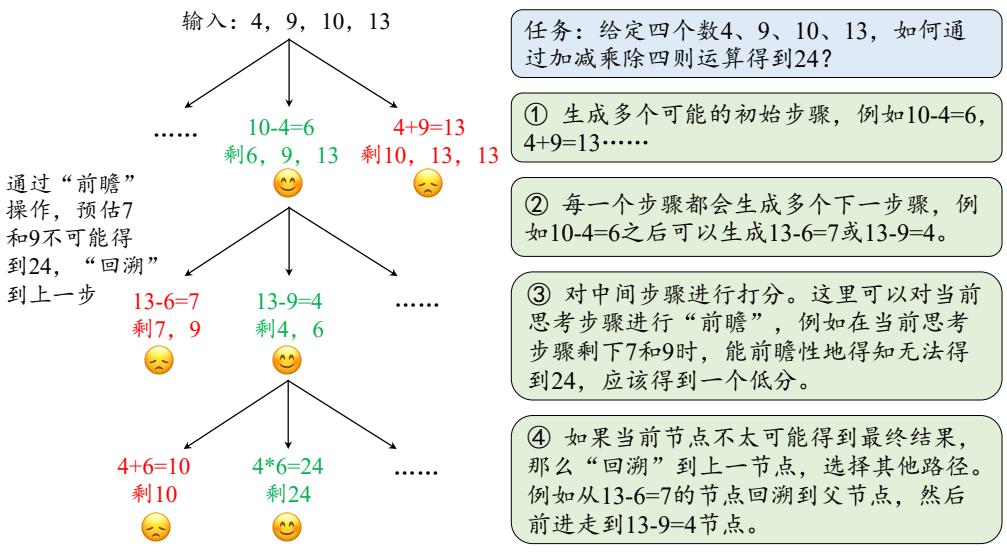 输入：4，9，10，13
……
10-4=6
剩6，9，13
4+9=13
剩10，13，13
通过“前瞻”
操作，预估7
和9不可能得
到24，“回溯”
到上一步
13-6=7
剩7，9
13-9=4
剩4，6
……
4+6=10
剩10
4*6=24
剩24
……
任务：给定四个数4、9、10、13，如何通
过加减乘除四则运算得到24？
① 生成多个可能的初始步骤，例如10-4=6，
4+9=13……
② 每一个步骤都会生成多个下一步骤，例
如10-4=6之后可以生成13-6=7或13-9=4。
③ 对中间步骤进行打分。这里可以对当前
思考步骤进行“前瞻”，例如在当前思考
步骤剩下7和9时，能前瞻性地得知无法得
到24，应该得到一个低分。
④ 如果当前节点不太可能得到最终结果，
那么“回溯”到上一节点，选择其他路径。
例如从13-6=7的节点回溯到父节点，然后
前进走到13-9=4节点。